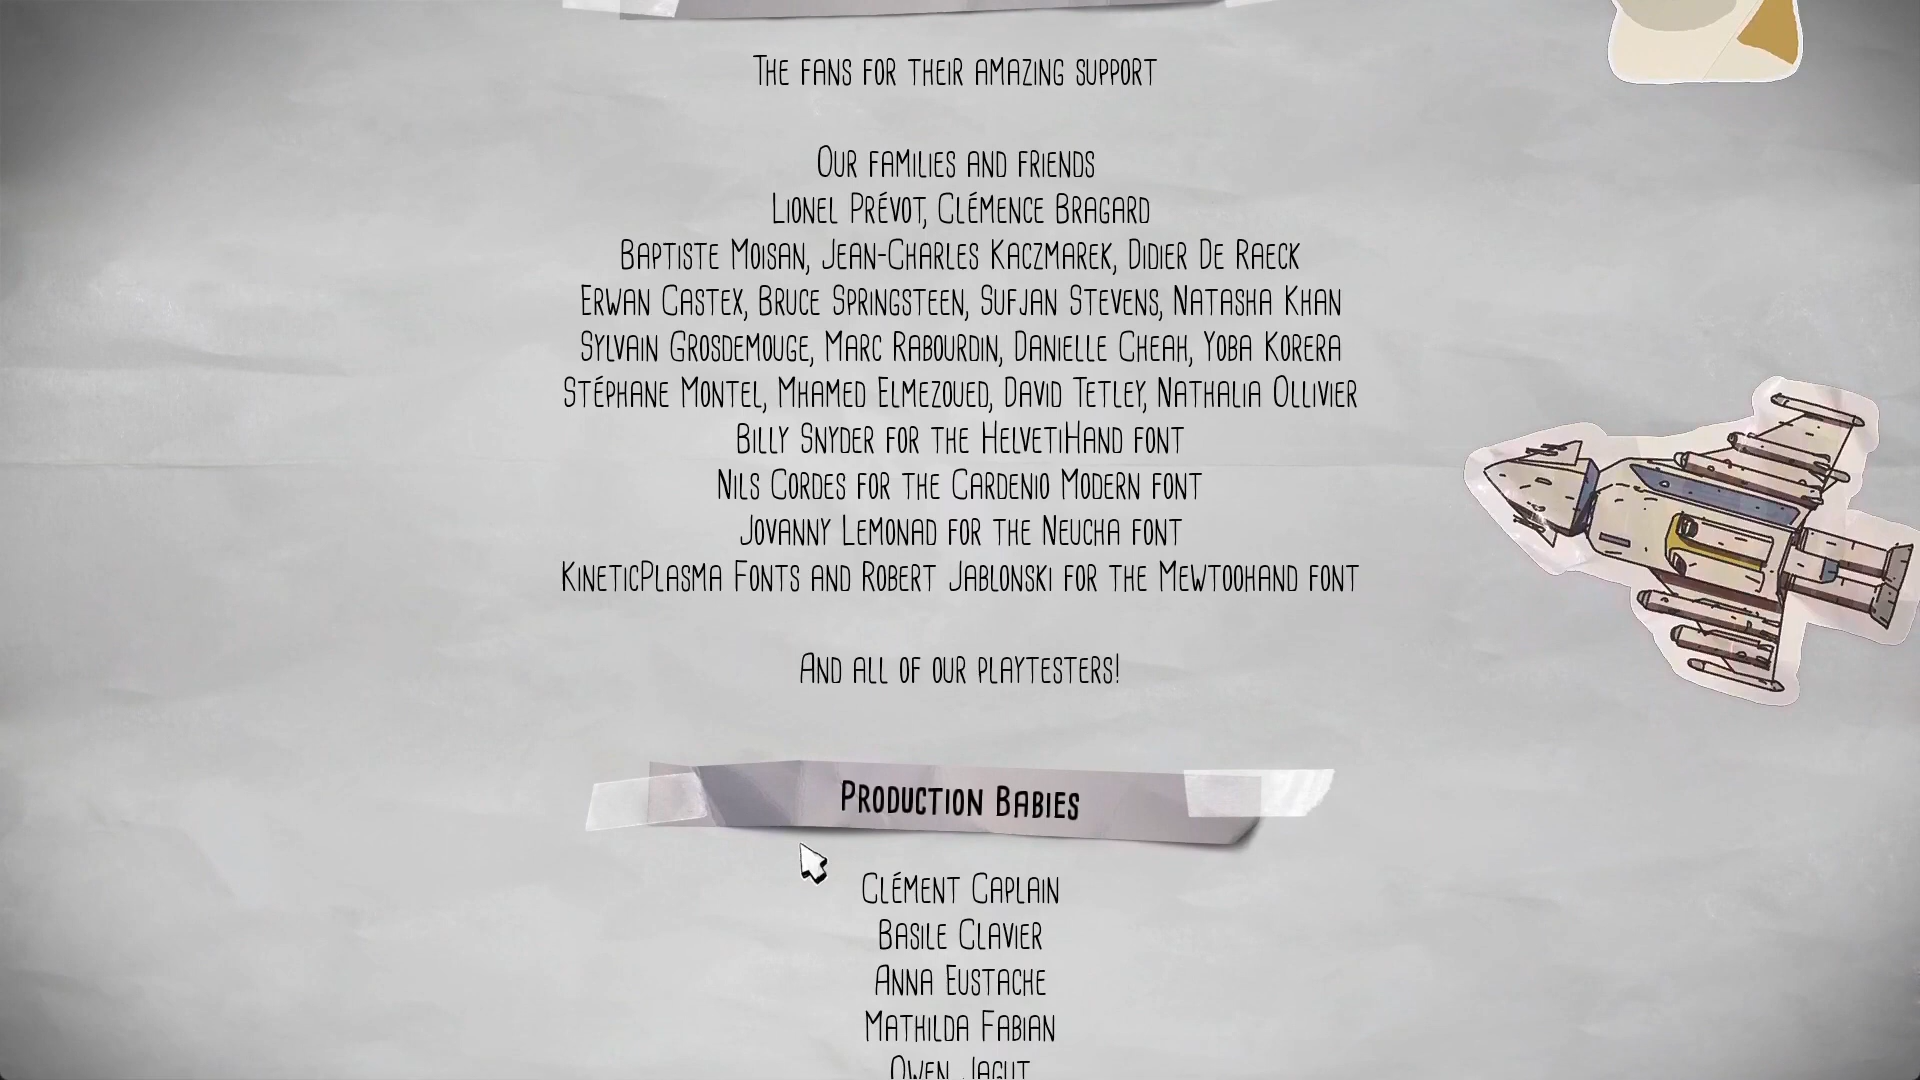 The fans for their amazing support
Our families and friends
Lionel Prévot, Clémence Bragard
Baptiste Moisan, Jean-Charles Kaczmarek, Didier De Raeck
Erwan Castex, Bruce Springsteen, Sufjan Stevens, Natasha Khan
Sylvain Grosdemouge, Marc Rabourdin, Danielle Cheah, Yoba Korera
Stéphane Montel, Mhamed Elmezoued, David Tetley, Nathalia Ollivier
Billy Snyder for the HelvetiHand font
Nils Cordes for the Cardenio Modern font
Jovanny Lemonad for the Neucha font
KineticPlasma Fonts and Robert Jablonski for the Mewtoohand font
And all of our playtesters!
Production Babies
Clément Caplain
Basile Clavier
Anna Eustache
Mathilda Fabian
Owen Jagut